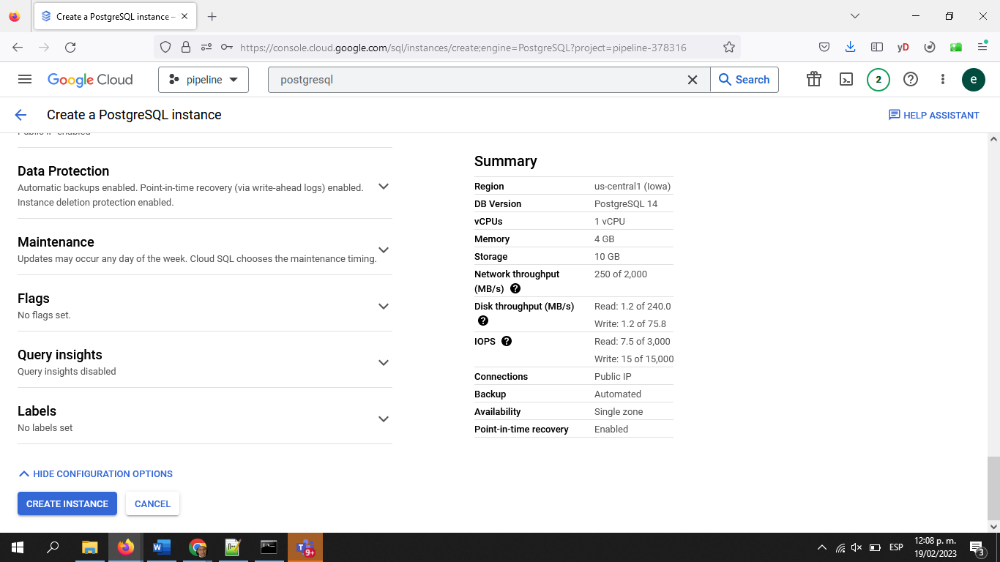 Create a PostgreSQL instance –
https://console.cloud.google.com/sql/instances/create;engine=PostgreSQL?project=pipeline-378316
yD
Google Cloud
pipeline
postgresql
Search
2
e
Create a PostgreSQL instance
HELP ASSISTANT
Public IP enabled
Data Protection
Automatic backups enabled. Point-in-time recovery (via write-ahead logs) enabled.
Instance deletion protection enabled.
Maintenance
Updates may occur any day of the week. Cloud SQL chooses the maintenance timing.
Flags
No flags set.
Query insights
Query insights disabled
Labels
No labels set
HIDE CONFIGURATION OPTIONS
CREATE INSTANCE
CANCEL
Summary
Region us-central1 (Iowa)
DB Version PostgreSQL 14
vCPUs 1 vCPU
Memory 4 GB
Storage 10 GB
Network throughput 250 of 2,000
(MB/s)
Disk throughput (MB/s) Read: 1.2 of 240.0
Write: 1.2 of 75.8
IOPS Read: 7.5 of 3,000
Write: 15 of 15,000
Connections Public IP
Backup Automated
Availability Single zone
Point-in-time recovery Enabled
9+
ESP
12:08 p. m.
19/02/2023
3